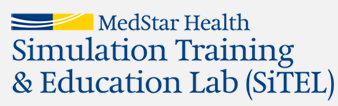 MedStar Health
Simulation Training
& Education Lab (SiTEL)